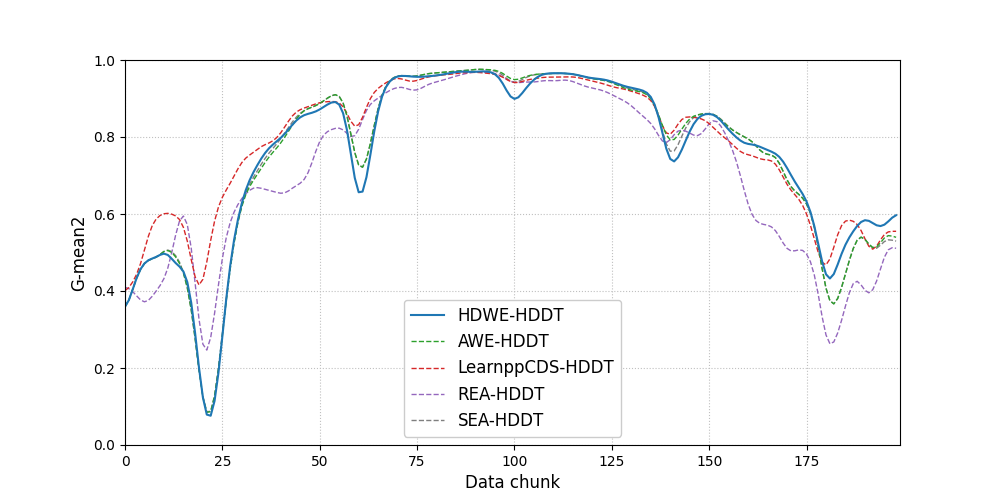 1.0
0.8
0.6
0.4
0.2
0.0
G-mean2
HDWE-HDDT
AWE-HDDT
LearnppCDS-HDDT
REA-HDDT
SEA-HDDT
0 25 50 75 100 125 150 175
Data chunk